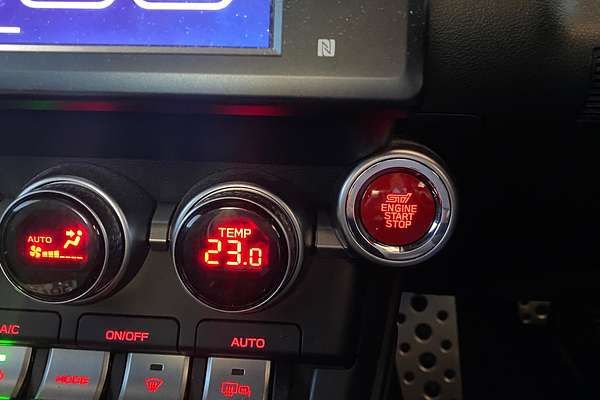 AUTO
TEMP
23.0
STI
ENGINE
START
STOP
A/C
ON/OFF
AUTO
MODE